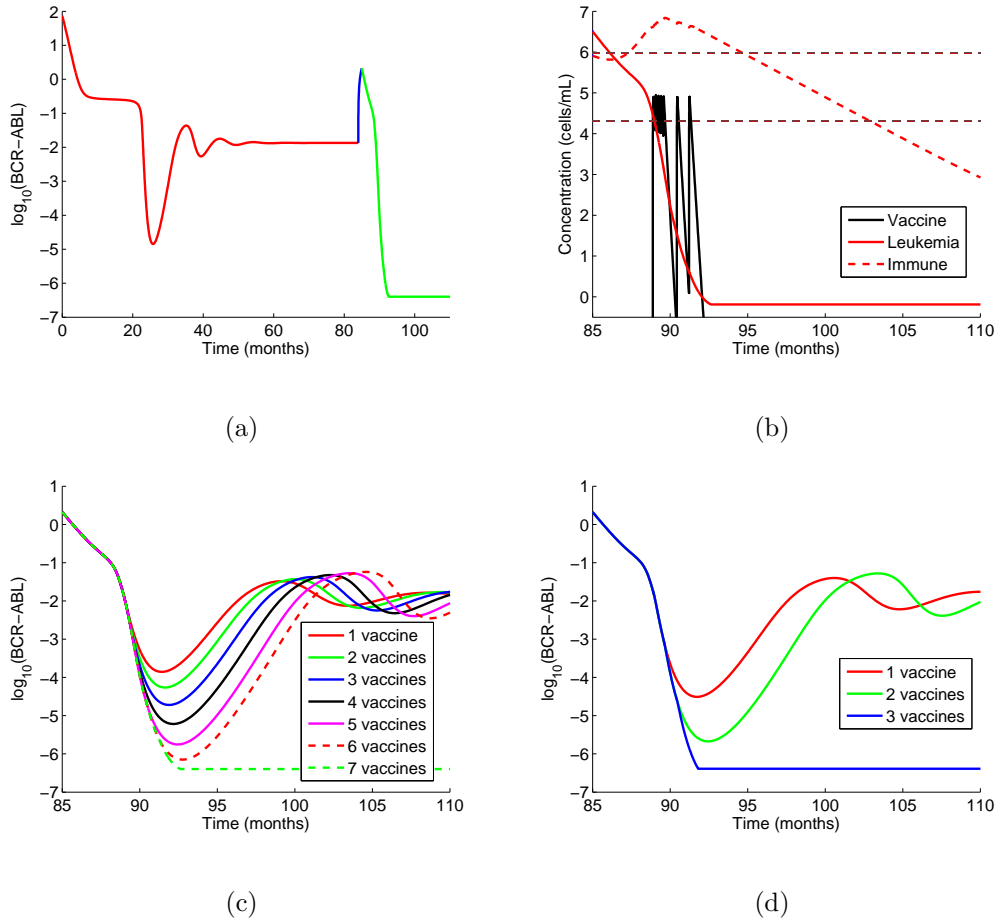 2
1
0
−1
−2
−3
−4
−5
−6
−7
0 20 40 60 80 100
Time (months)
log10(BCR−ABL)
(a)
7
6
5
4
3
2
1
0
85 90 95 100 105 110
Time (months)
Concentration (cells/mL)
Vaccine
Leukemia
Immune
(b)
1
0
−1
−2
−3
−4
−5
−6
−7
85 90 95 100 105 110
Time (months)
log10(BCR−ABL)
1 vaccine
2 vaccines
3 vaccines
4 vaccines
5 vaccines
6 vaccines
7 vaccines
(c)
1
0
−1
−2
−3
−4
−5
−6
−7
85 90 95 100 105 110
Time (months)
log10(BCR−ABL)
1 vaccine
2 vaccines
3 vaccines
(d)